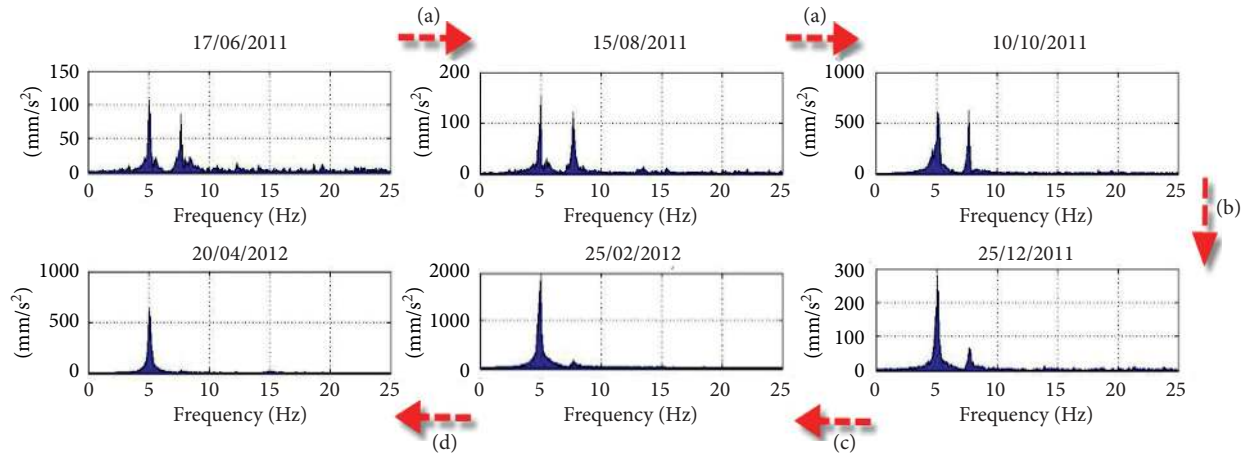 (a)
(a)
17/06/2011
15/08/2011
10/10/2011
(mm/s²)
150
100
50
0
0 5 10 15 20 25
Frequency (Hz)
(mm/s²)
200
100
0
0 5 10 15 20 25
Frequency (Hz)
(mm/s²)
1000
500
0
0 5 10 15 20 25
Frequency (Hz)
(b)
20/04/2012
25/02/2012
25/12/2011
(mm/s²)
1000
500
0
0 5 10 15 20 25
Frequency (Hz)
(mm/s²)
2000
1000
0
0 5 10 15 20 25
Frequency (Hz)
(mm/s²)
300
200
100
0
0 5 10 15 20 25
Frequency (Hz)
(d)
(c)